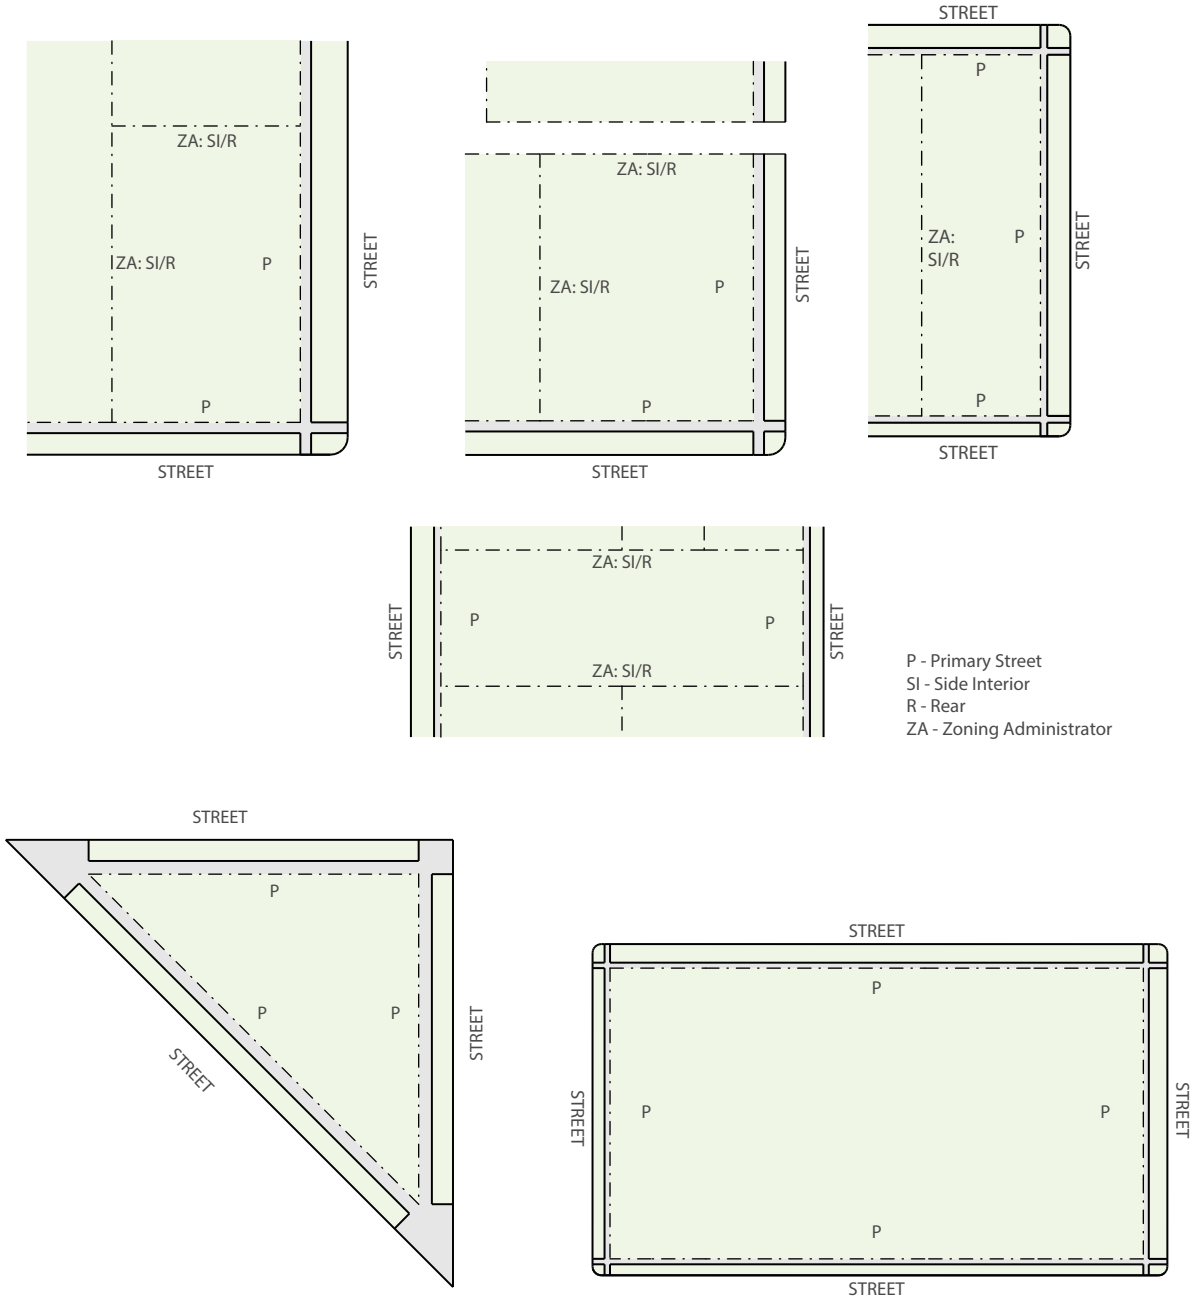 ZA: SI/R
ZA: SI/R
P
STREET
P
STREET
ZA: SI/R
ZA: SI/R
P
STREET
P
STREET
STREET
P
ZA:
SI/R
P
STREET
P
STREET
ZA: SI/R
STREET
P
P
STREET
ZA: SI/R
P - Primary Street
SI - Side Interior
R - Rear
ZA - Zoning Administrator
STREET
P
P
P
STREET
STREET
STREET
P
STREET
P
P
STREET
P
STREET